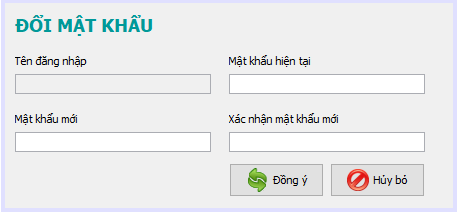 ĐỔI MẬT KHẨU
Tên đăng nhập
Mật khẩu hiện tại
Mật khẩu mới
Xác nhận mật khẩu mới
Đồng ý
Hủy bỏ